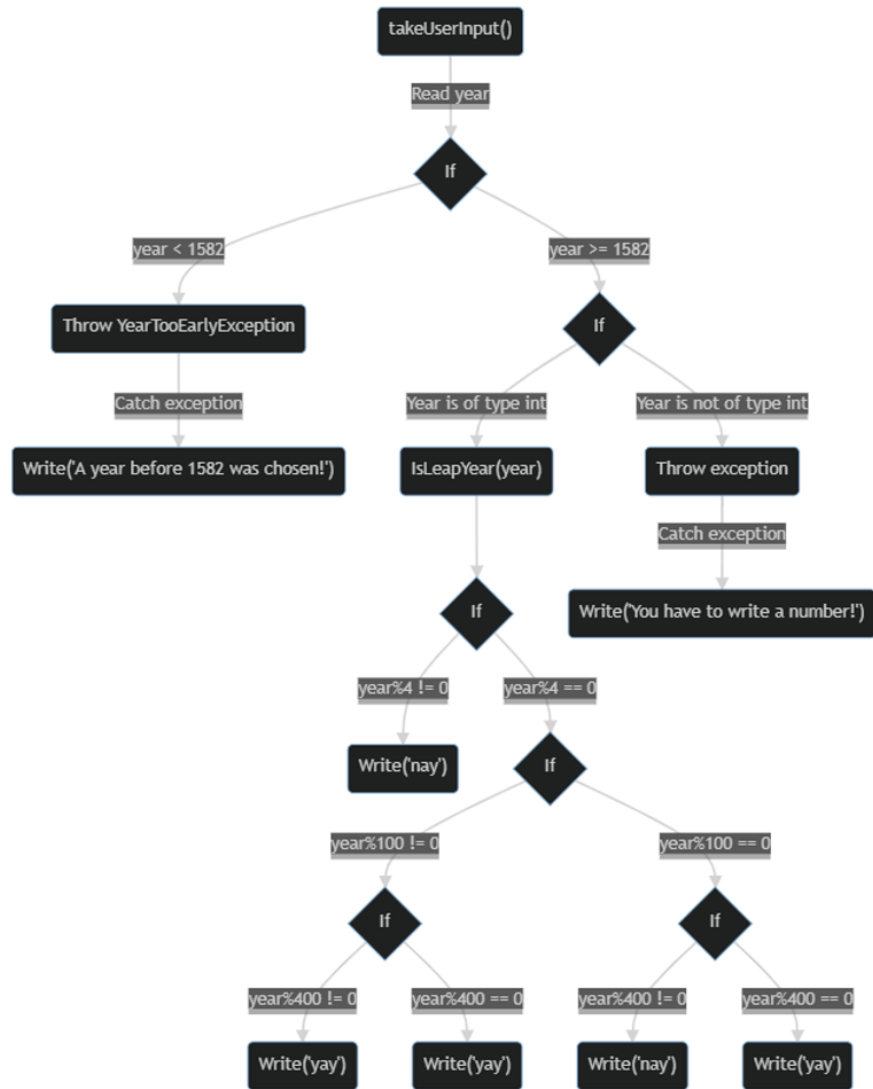 takeUserInput()
Read year
If
year < 1582
year >= 1582
Throw YearTooEarlyException
If
Catch exception
Year is of type int
Year is not of type int
Write('A year before 1582 was chosen!')
IsLeapYear(year)
Throw exception
Catch exception
If
Write('You have to write a number!')
year%4 != 0
year%4 == 0
Write('nay')
If
year%100 != 0
year%100 == 0
If
If
year%400 != 0
year%400 == 0
year%400 != 0
year%400 == 0
Write('yay')
Write('yay')
Write('nay')
Write('yay')